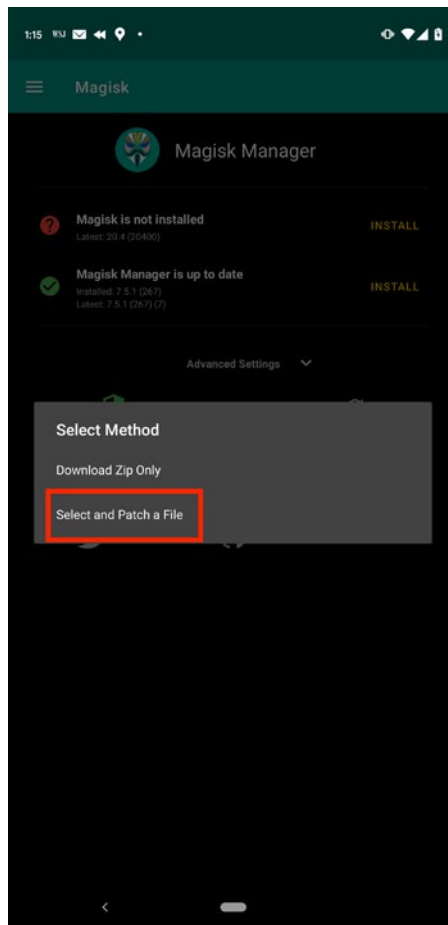 1:15 WSJ
Magisk
Magisk Manager
Magisk is not installed
INSTALL
Latest: 20.4 (20400)
Magisk Manager is up to date
INSTALL
Installed: 7.5.1 (267)
Latest: 7.5.1 (267) (7)
Advanced Settings
Select Method
Download Zip Only
Select and Patch a File